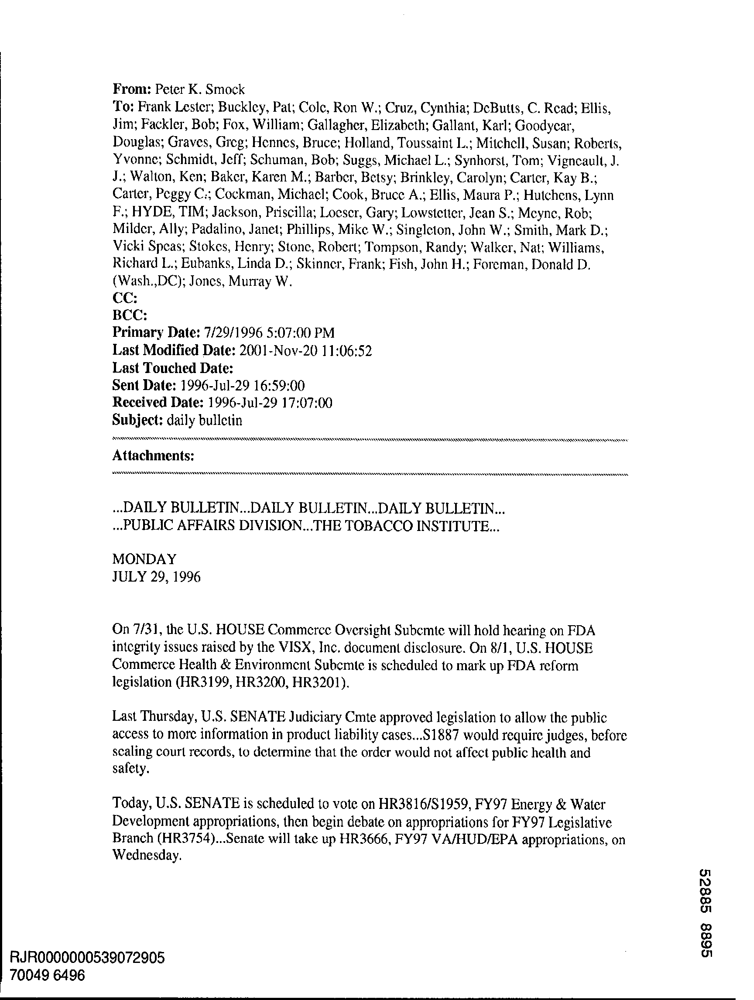 From: Peter K. Smock
To: Frank Lester; Buckley, Pat; Cole, Ron W.; Cruz, Cynthia; DeButts, C. Read; Ellis,
Jim; Fackler, Bob; Fox, William; Gallagher, Elizabeth; Gallant, Karl; Goodyear,
Douglas; Graves, Greg; Hennes, Bruce; Holland, Toussaint L.; Mitchell, Susan; Roberts,
Yvonne; Schmidt, Jeff; Schuman, Bob; Suggs, Michael L.; Synhorst, Tom; Vigneault, J.
J.; Walton, Ken; Baker, Karen M.; Barber, Betsy; Brinkley, Carolyn; Carter, Kay B.;
Carter, Peggy C.; Cockman, Michael; Cook, Bruce A.; Ellis, Maura P.; Hutchens, Lynn
F.; HYDE, TIM; Jackson, Priscilla; Loeser, Gary; Lowstetter, Jean S.; Meyne, Rob;
Milder, Ally; Padalino, Janet; Phillips, Mike W.; Singleton, John W.; Smith, Mark D.;
Vicki Speas; Stokes, Henry; Stone, Robert; Tompson, Randy; Walker, Nat; Williams,
Richard L.; Eubanks, Linda D.; Skinner, Frank; Fish, John H.; Foreman, Donald D.
(Wash.,DC); Jones, Murray W.
CC:
BCC:
Primary Date: 7/29/1996 5:07:00 PM
Last Modified Date: 2001-Nov-20 11:06:52
Last Touched Date:
Sent Date: 1996-Jul-29 16:59:00
Received Date: 1996-Jul-29 17:07:00
Subject: daily bulletin
Attachments:
...DAILY BULLETIN...DAILY BULLETIN...DAILY BULLETIN...
...PUBLIC AFFAIRS DIVISION...THE TOBACCO INSTITUTE...
MONDAY
JULY 29, 1996
On 7/31, the U.S. HOUSE Commerce Oversight Subcmte will hold hearing on FDA
integrity issues raised by the VISX, Inc. document disclosure. On 8/1, U.S. HOUSE
Commerce Health & Environment Subcmte is scheduled to mark up FDA reform
legislation (HR3199, HR3200, HR3201).
Last Thursday, U.S. SENATE Judiciary Cmte approved legislation to allow the public
access to more information in product liability cases...S1887 would require judges, before
sealing court records, to determine that the order would not affect public health and
safety.
Today, U.S. SENATE is scheduled to vote on HR3816/S1959, FY97 Energy & Water
Development appropriations, then begin debate on appropriations for FY97 Legislative
Branch (HR3754)...Senate will take up HR3666, FY97 VA/HUD/EPA appropriations, on
Wednesday.
52885 8895
RJR0000000539072905
70049 6496